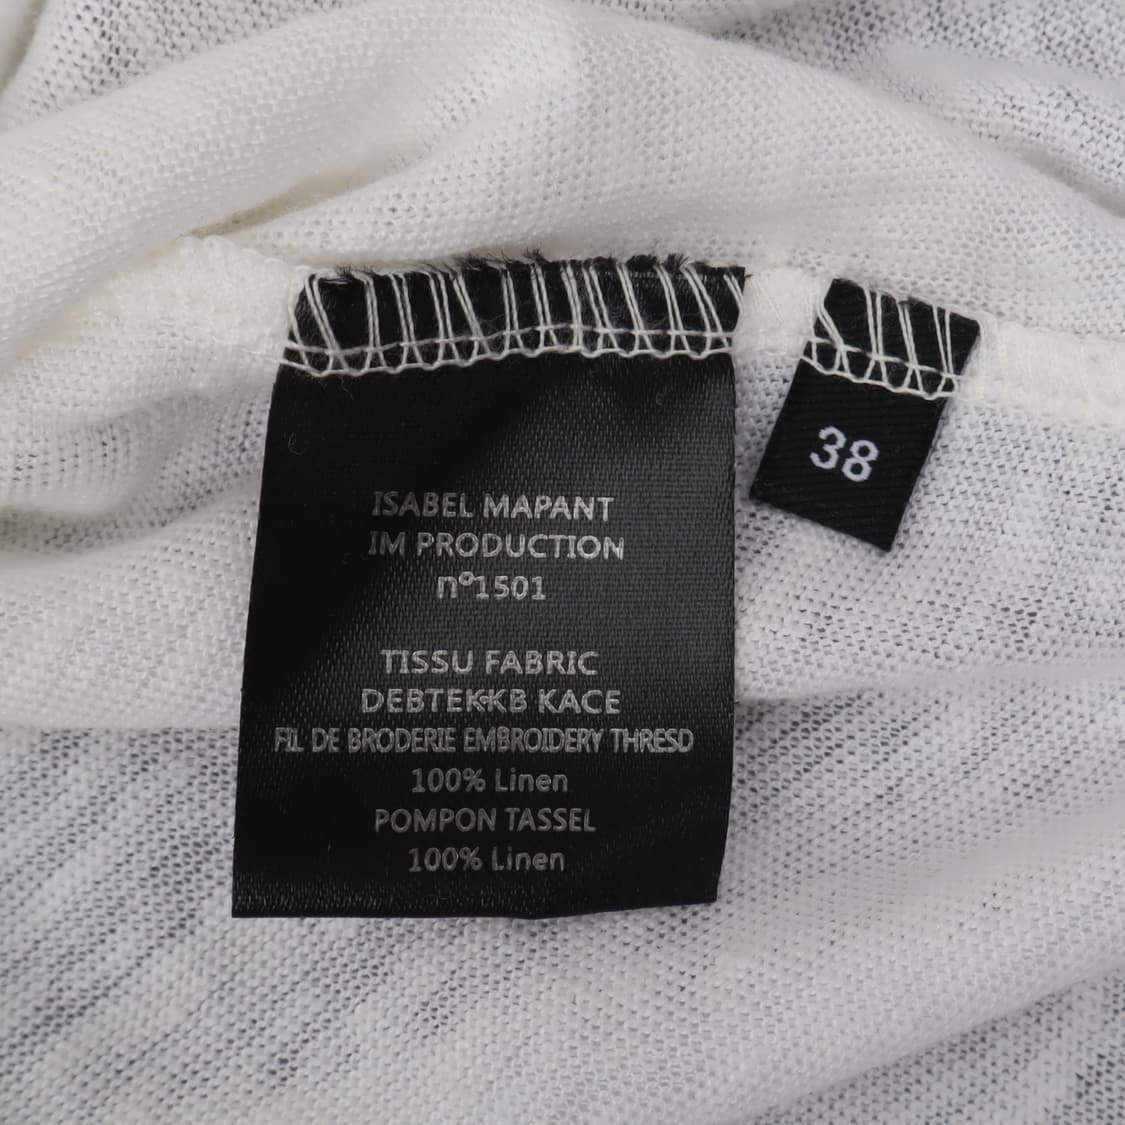 ISABEL MAPANT
IM PRODUCTION
nº1501
TISSU FABRIC
DEBTEKKB KACE
FIL DE BRODERIE EMBROIDERY THRESD
100% Linen
POMPON TASSEL
100% Linen
38